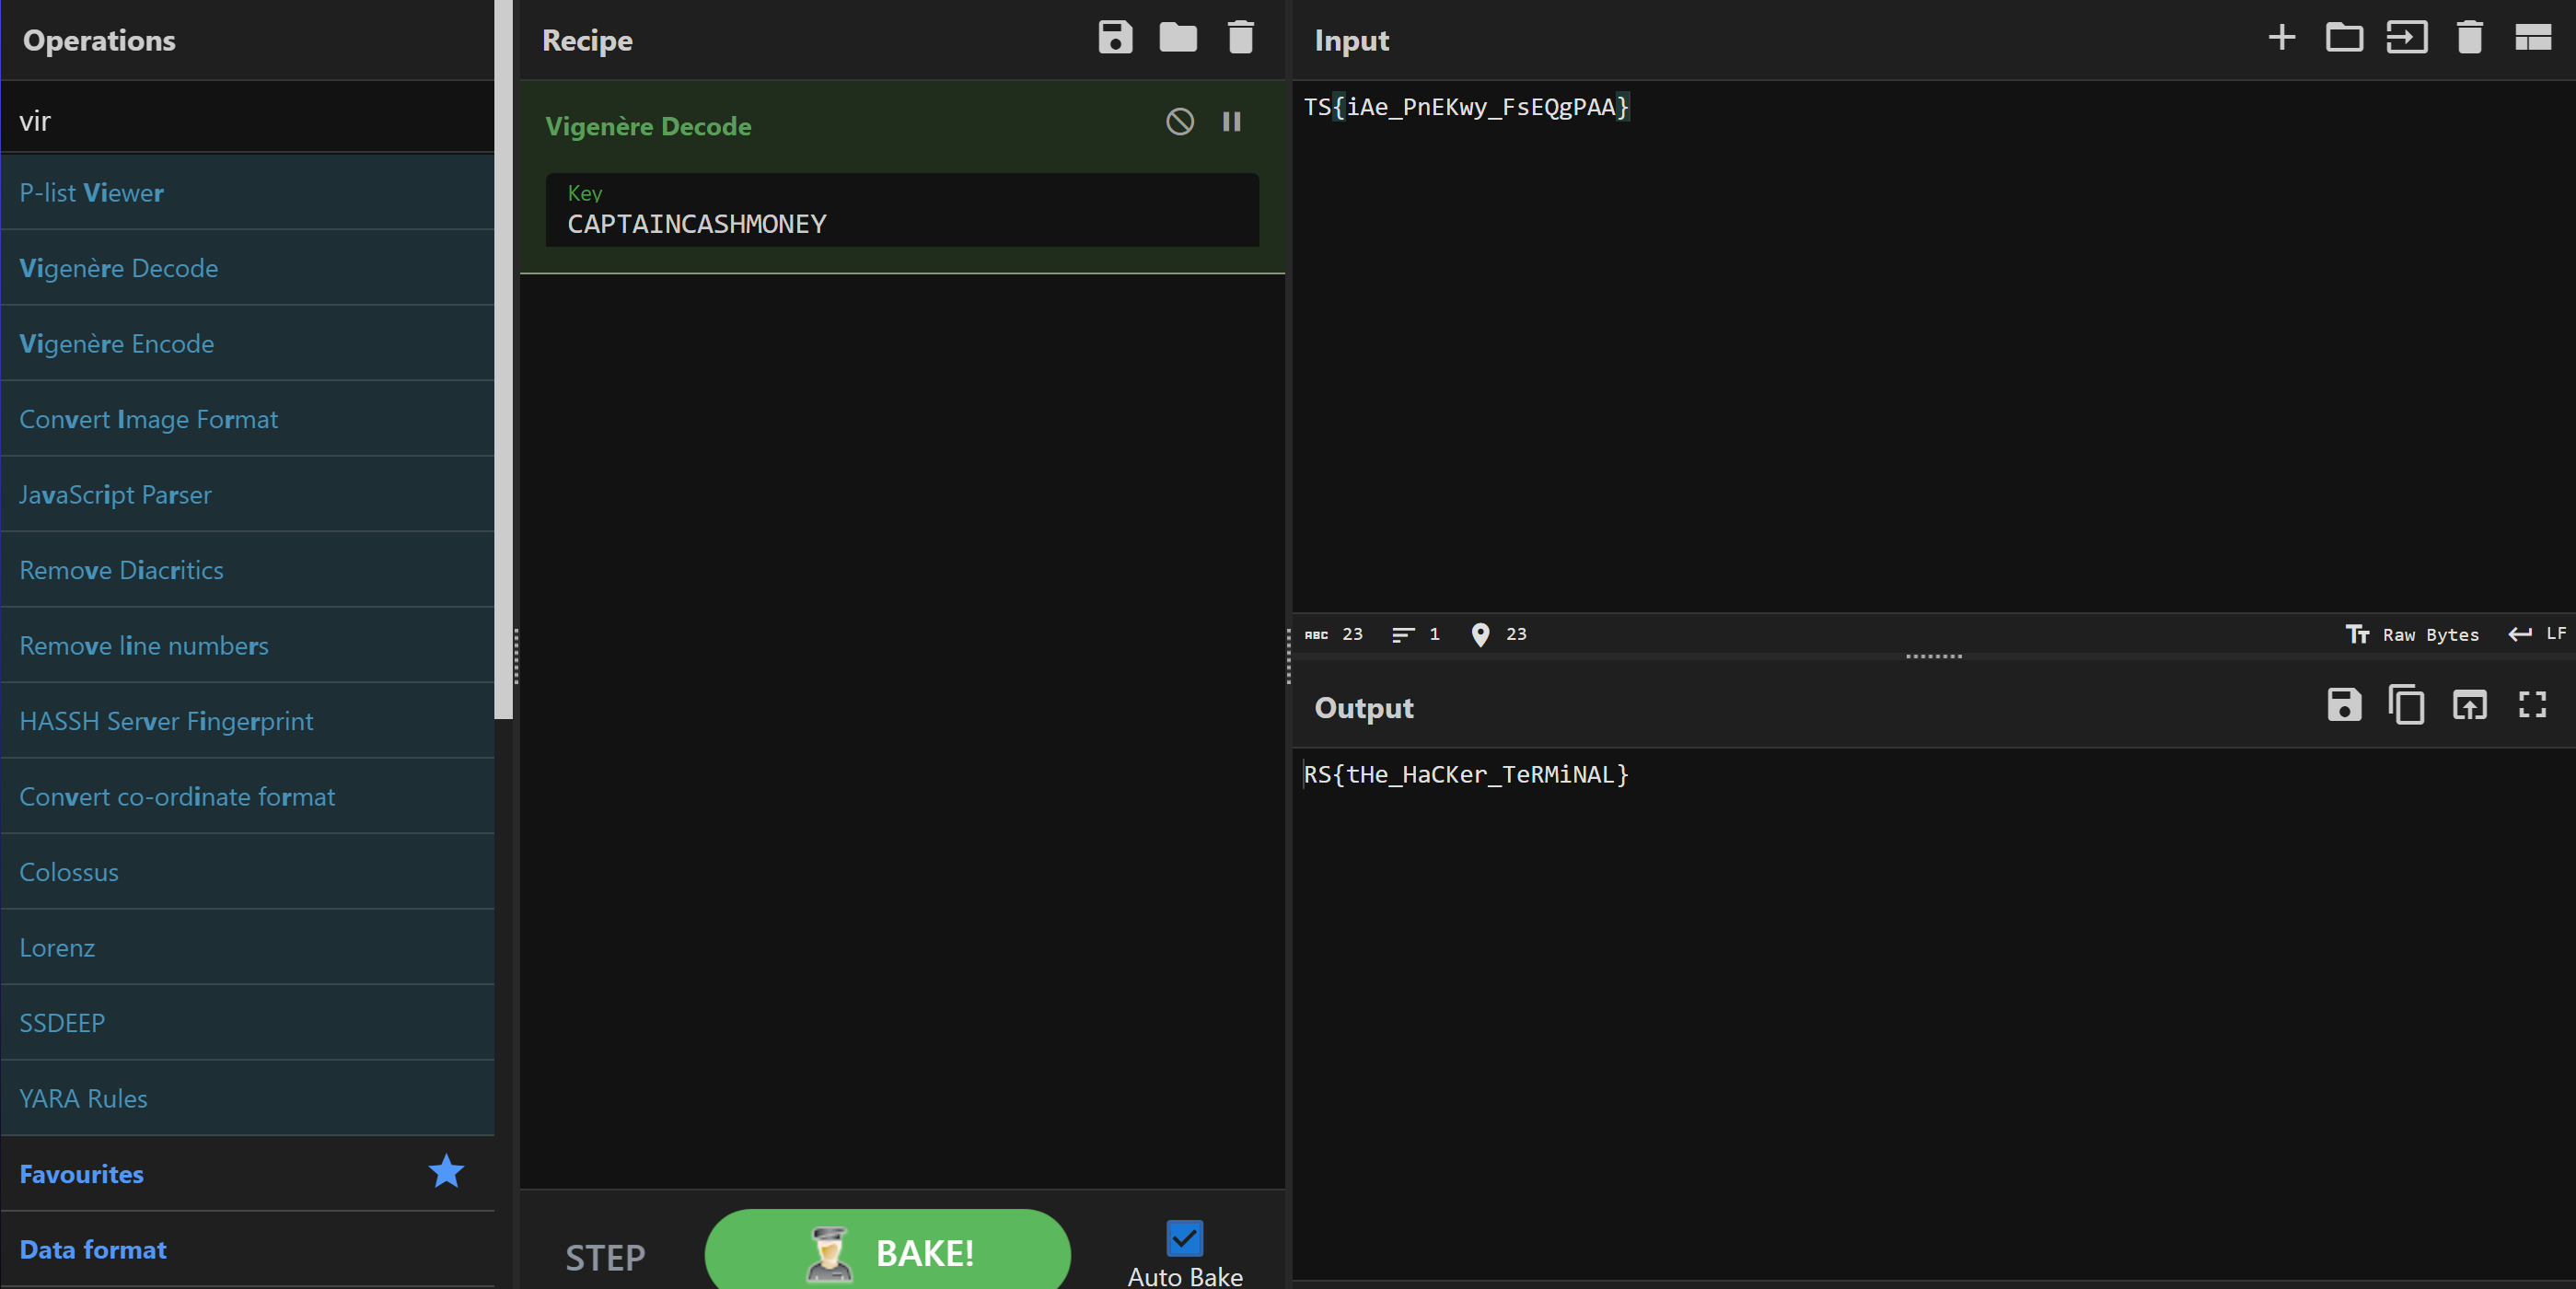 Operations
vir
P-list Viewer
Vigenère Decode
Vigenère Encode
Convert Image Format
JavaScript Parser
Remove Diacritics
Remove line numbers
HASSH Server Fingerprint
Convert co-ordinate format
Colossus
Lorenz
SSDEEP
YARA Rules
Favourites
Data format
Recipe
Vigenère Decode
Key
CAPTAINCASHMONEY
STEP
BAKE!
Auto Bake
Input
TS{iAe_PnEKwy_FsEQgPAA}
ABC 23 1 23 Tт Raw Bytes LF
Output
RS{tHe_HaCKer_TeRMiNAL}